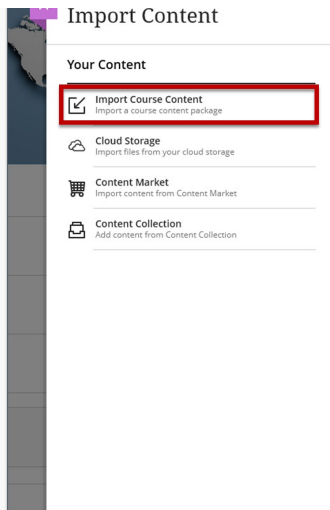 Import Content
Your Content
Import Course Content
Import a course content package
Cloud Storage
Import files from your cloud storage
Content Market
Import content from Content Market
Content Collection
Add content from Content Collection